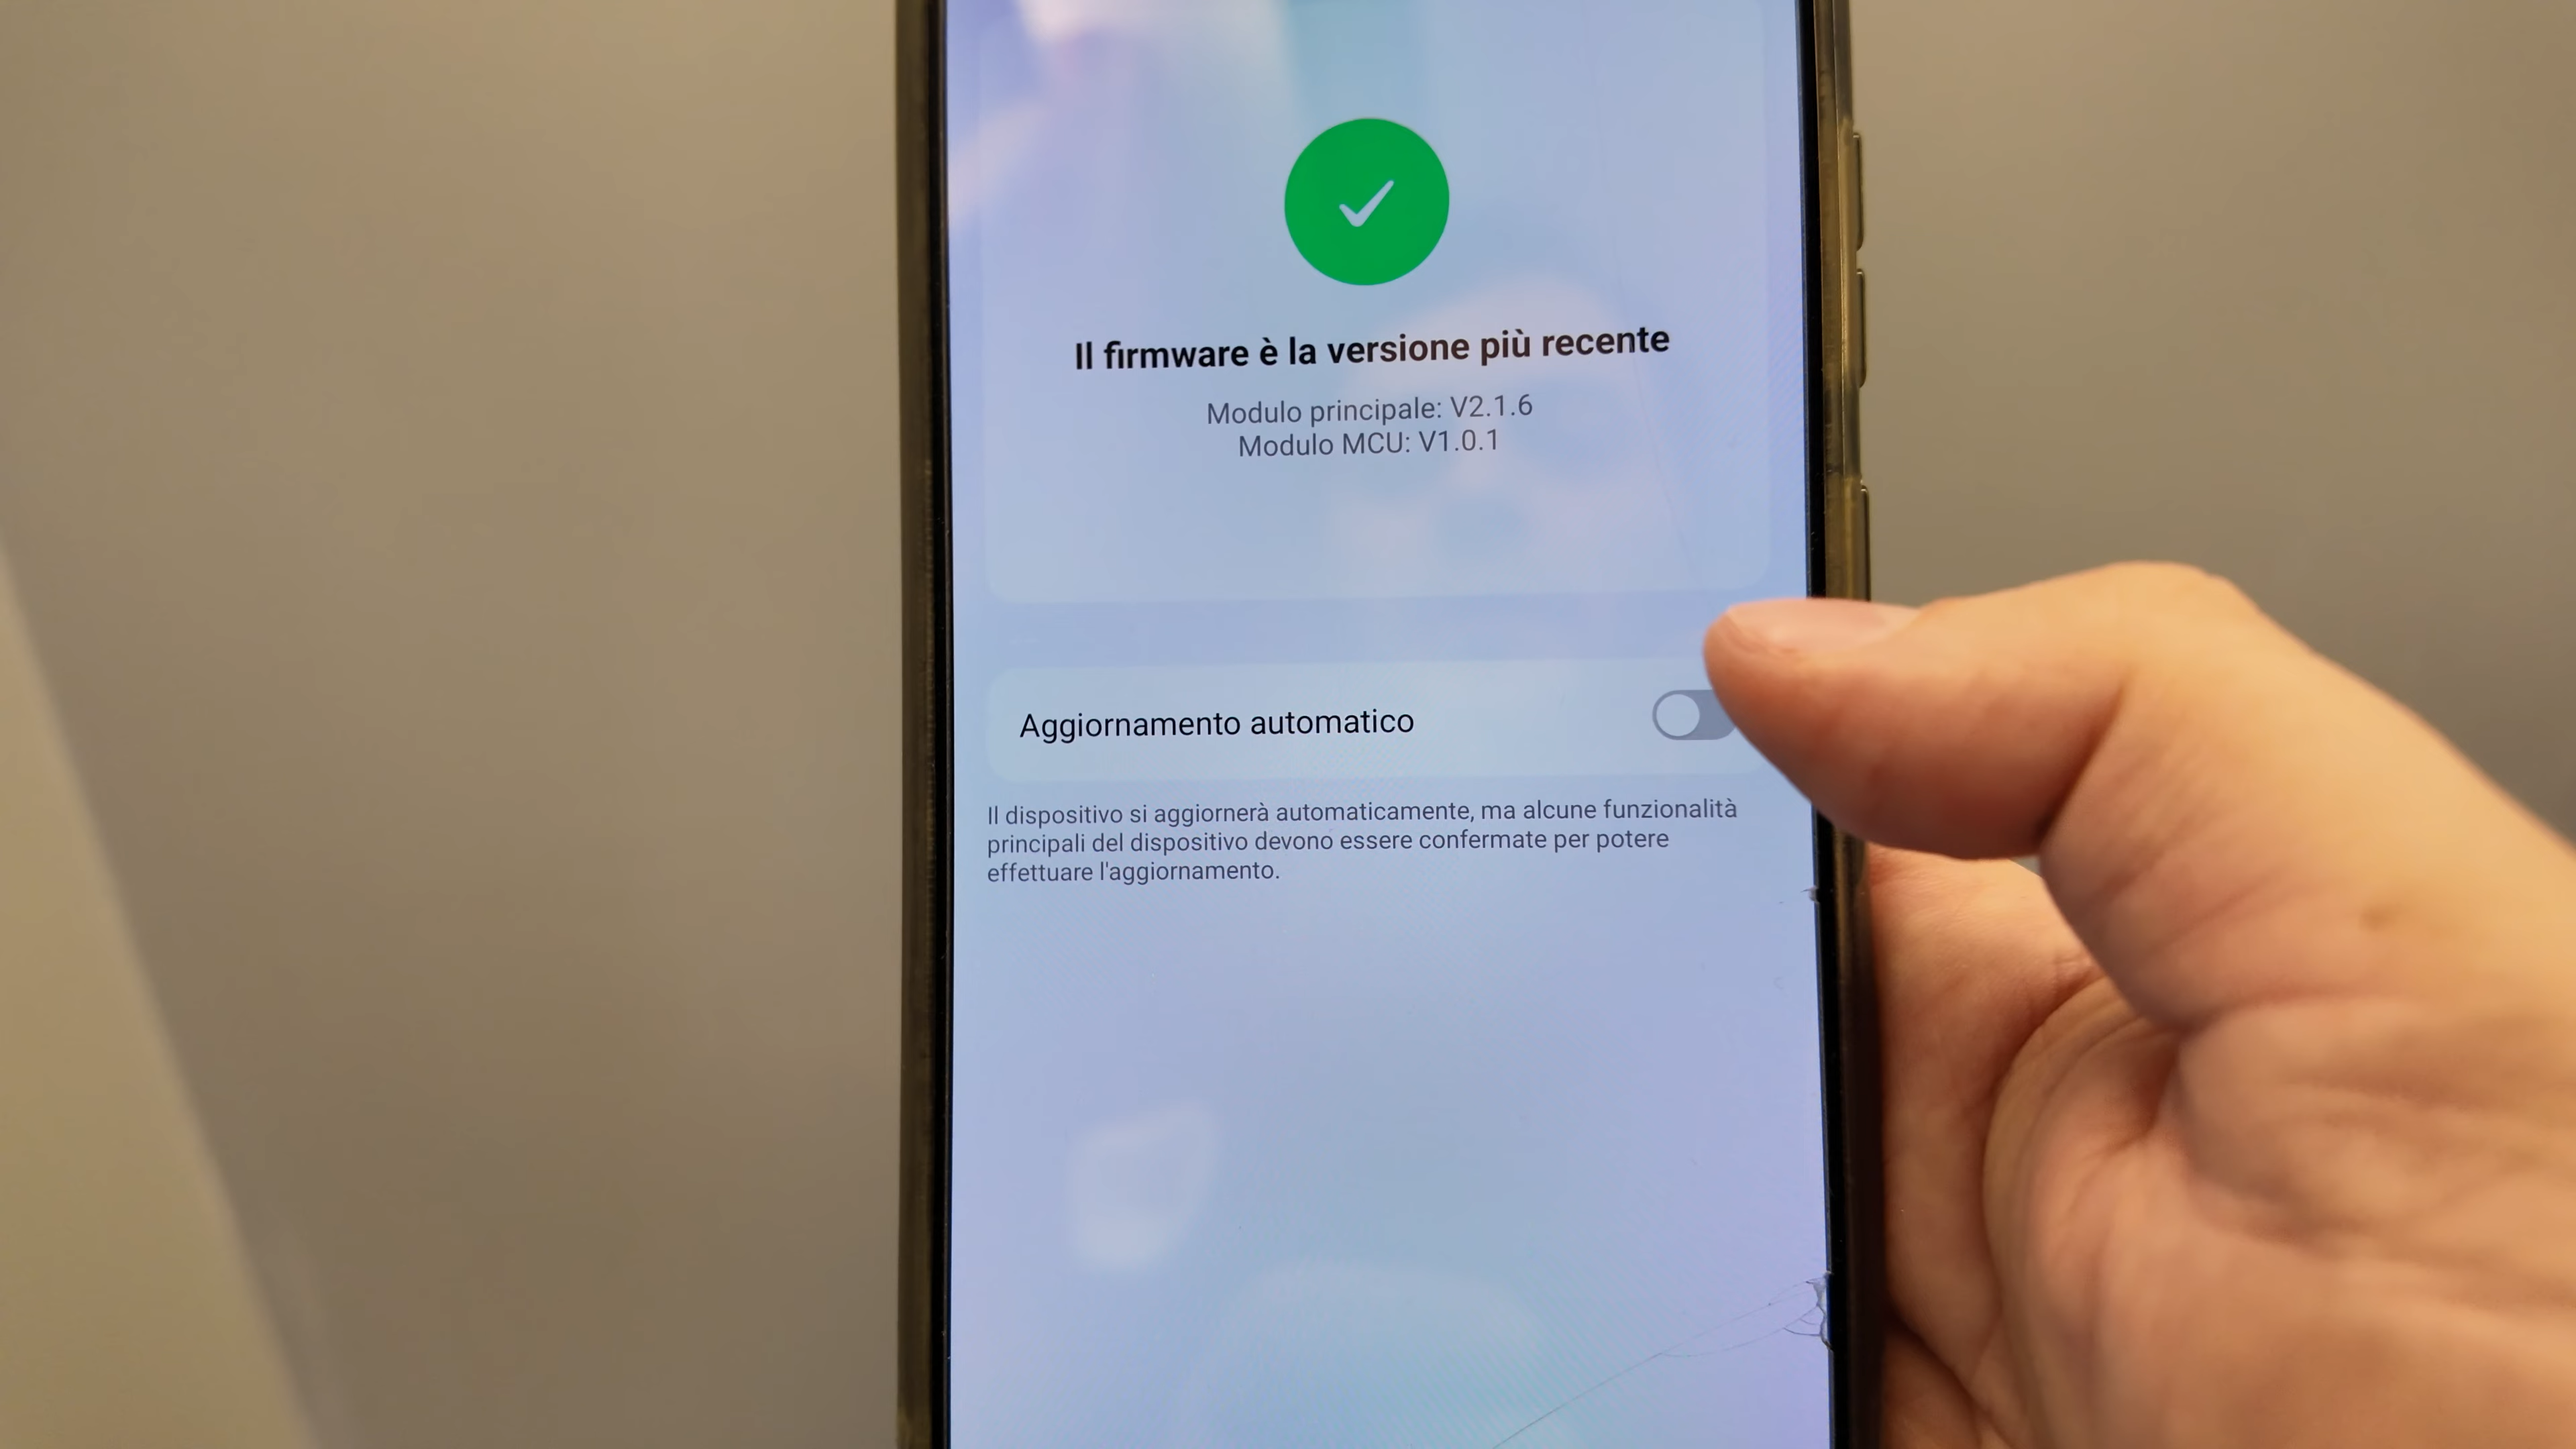 Il firmware è la versione più recente
Modulo principale: V2.1.6
Modulo MCU: V1.0.1
Aggiornamento automatico
Il dispositivo si aggiornerà automaticamente, ma alcune funzionalità
principali del dispositivo devono essere confermate per potere
effettuare l'aggiornamento.